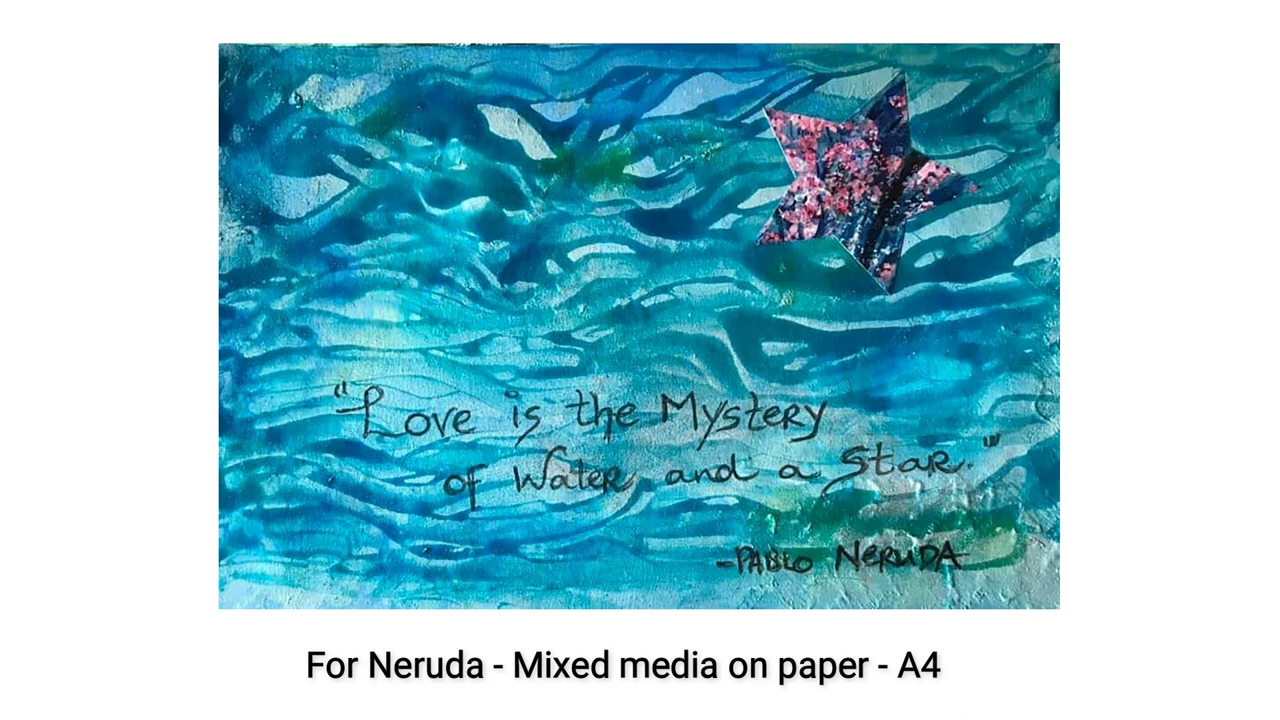 "Love is the Mystery
of Water and a Star."
-PABLO NERUDA
For Neruda - Mixed media on paper - A4